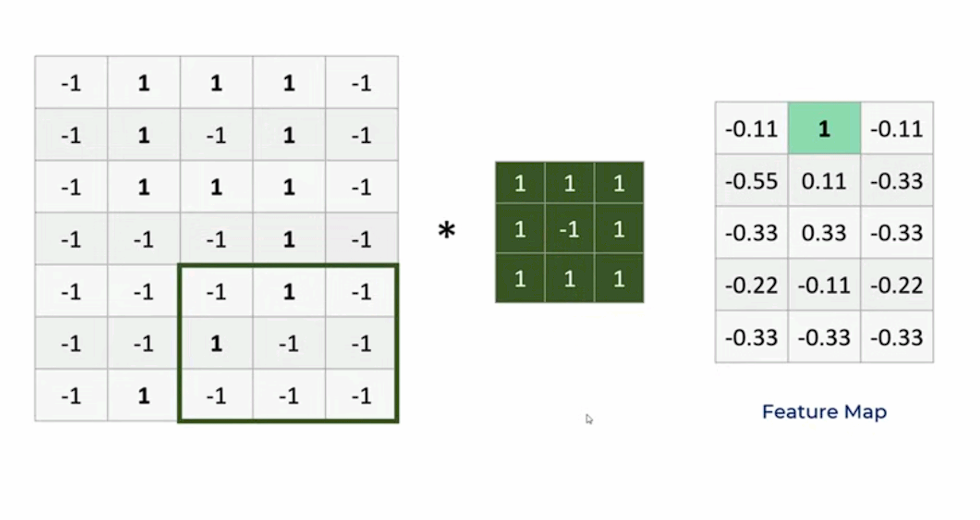 -1 1 1 1 -1
-1 1 -1 1 -1
-1 1 1 1 -1
-1 -1 -1 1 -1
-1 -1 -1 1 -1
-1 -1 1 -1 -1
-1 1 -1 -1 -1
*
1 1 1
1 -1 1
1 1 1
-0.11 1 -0.11
-0.55 0.11 -0.33
-0.33 0.33 -0.33
-0.22 -0.11 -0.22
-0.33 -0.33 -0.33
Feature Map